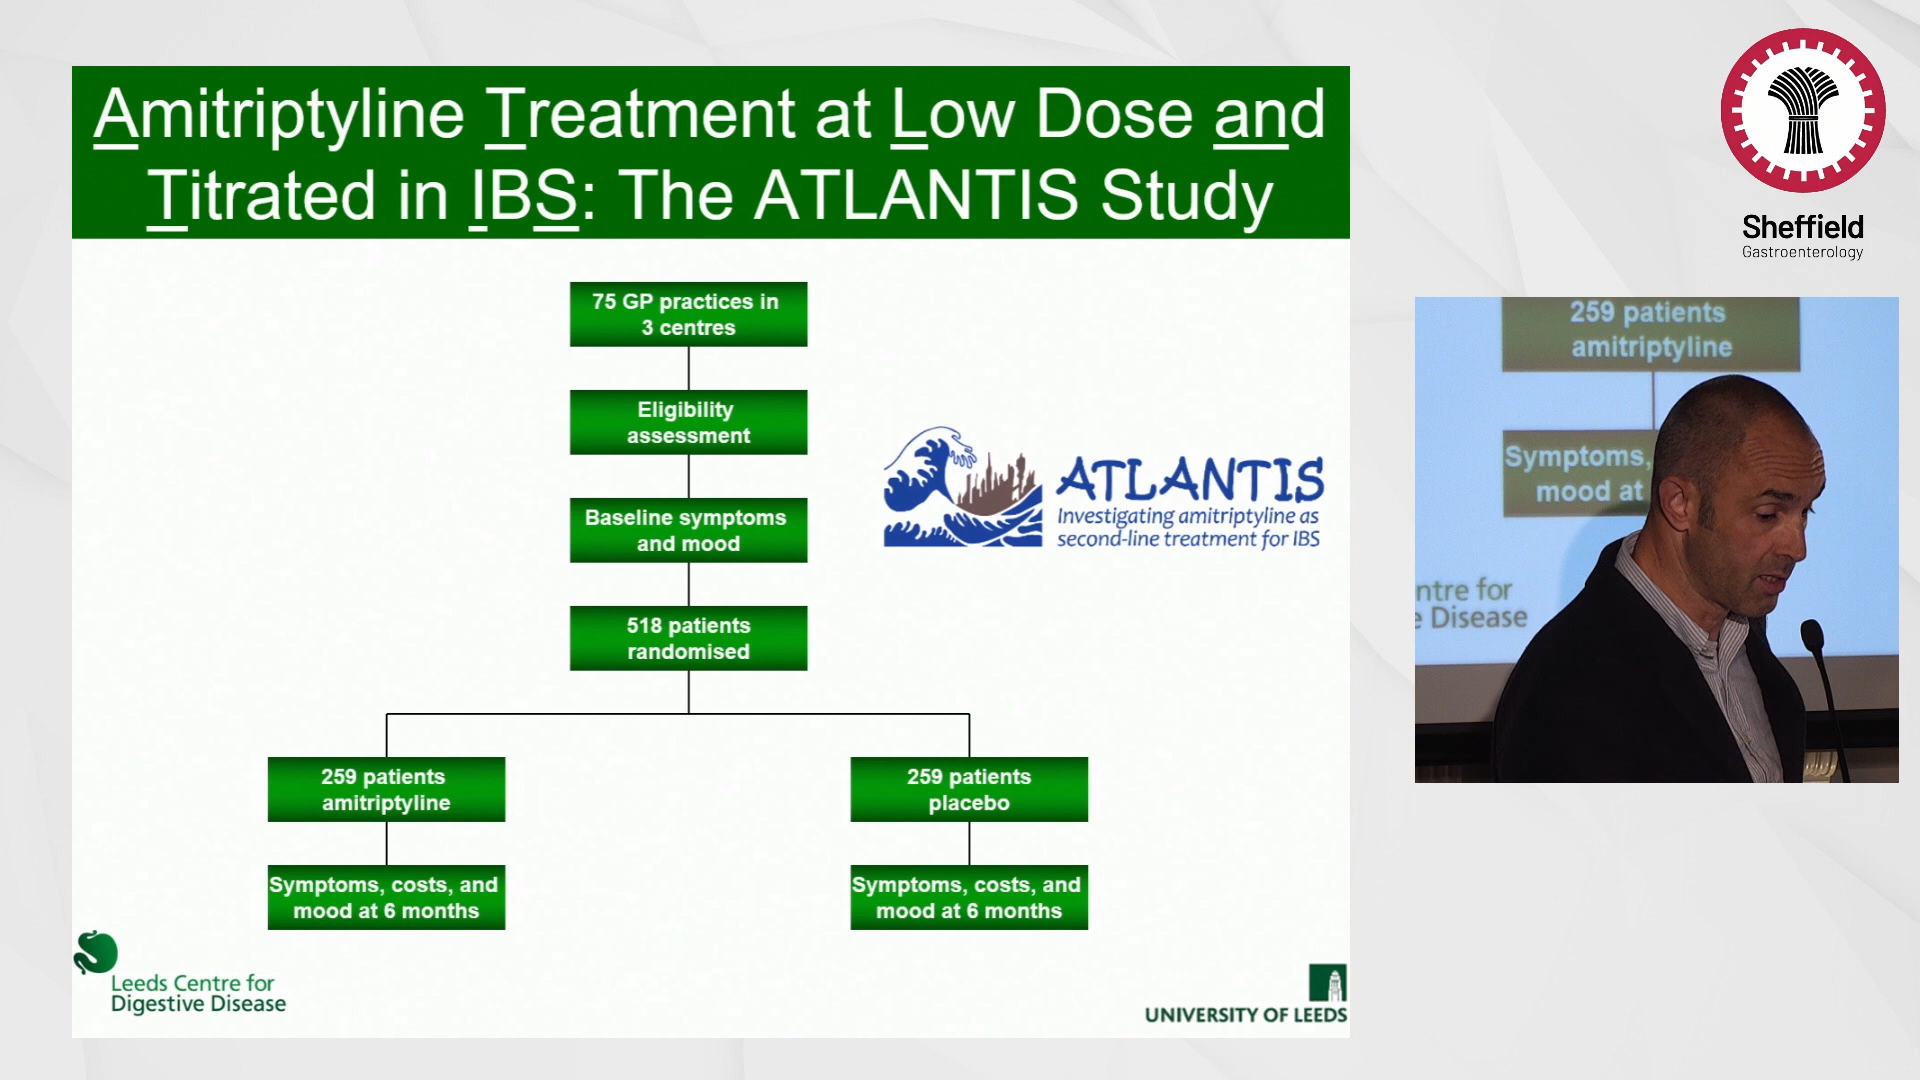 Amitriptyline Treatment at Low Dose and
Titrated in IBS: The ATLANTIS Study
75 GP practices in
3 centres
Eligibility
assessment
Baseline symptoms
and mood
518 patients
randomised
259 patients
amitriptyline
259 patients
placebo
Symptoms, costs, and
mood at 6 months
Symptoms, costs, and
mood at 6 months
ATLANTIS
Investigating amitriptyline as
second-line treatment for IBS
Leeds Centre for
Digestive Disease
UNIVERSITY OF LEEDS
Sheffield
Gastroenterology
259 patients
amitriptyline
Symptoms,
mood at
ntre for
e Disease